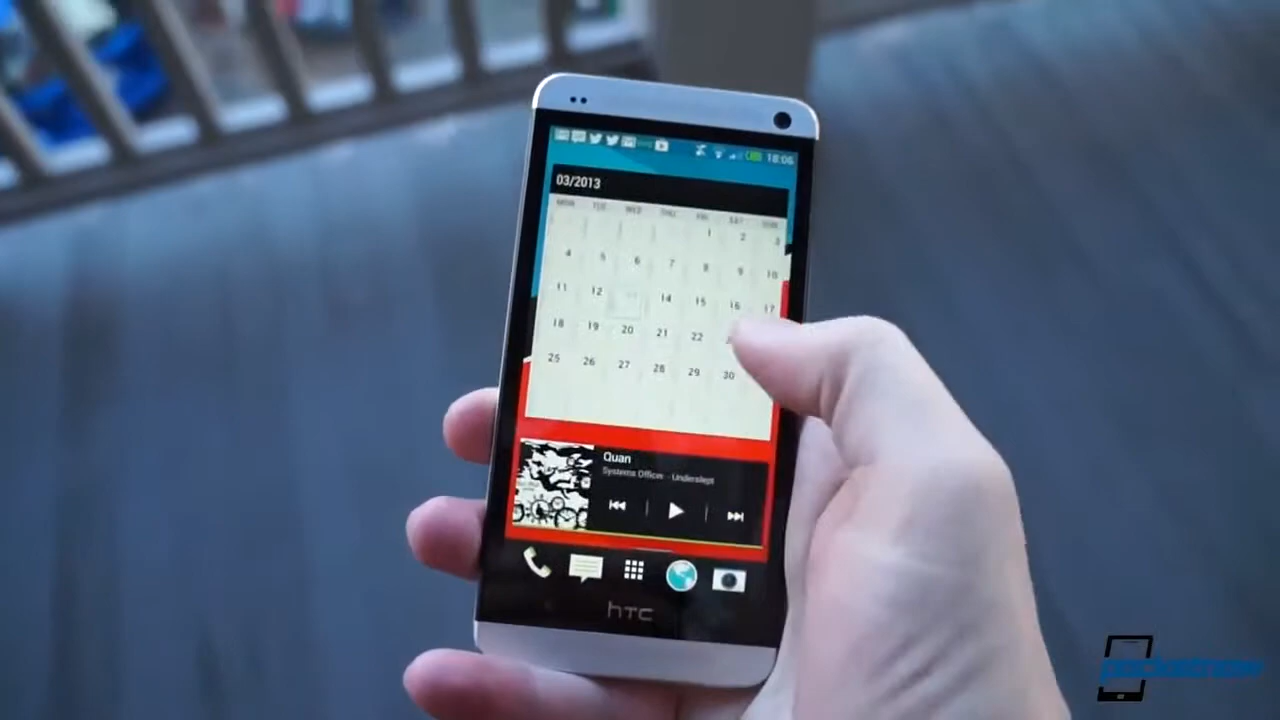 18:06
03/2013
MON TUE WED THU FRI SAT SUN
1 2 3
4 5 6 7 8 9 10
11 12 14 15 16 17
18 19 20 21 22
25 26 27 28 29 30
Quan
Systems Officer - Underslept
hTC
pocketnow